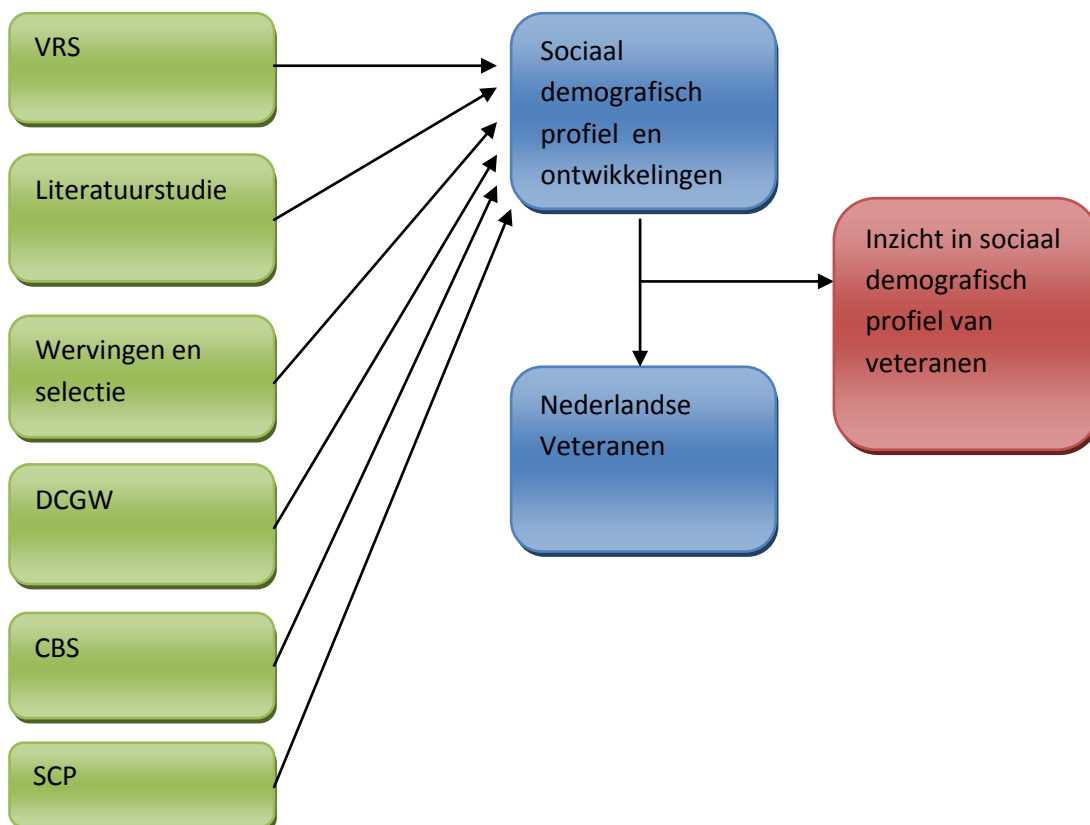 VRS
Literatuurstudie
Wervingen en
selectie
DCGW
CBS
SCP
Sociaal
demografisch
profiel en
ontwikkelingen
Nederlandse
Veteranen
Inzicht in sociaal
demografisch
profiel van
veteranen